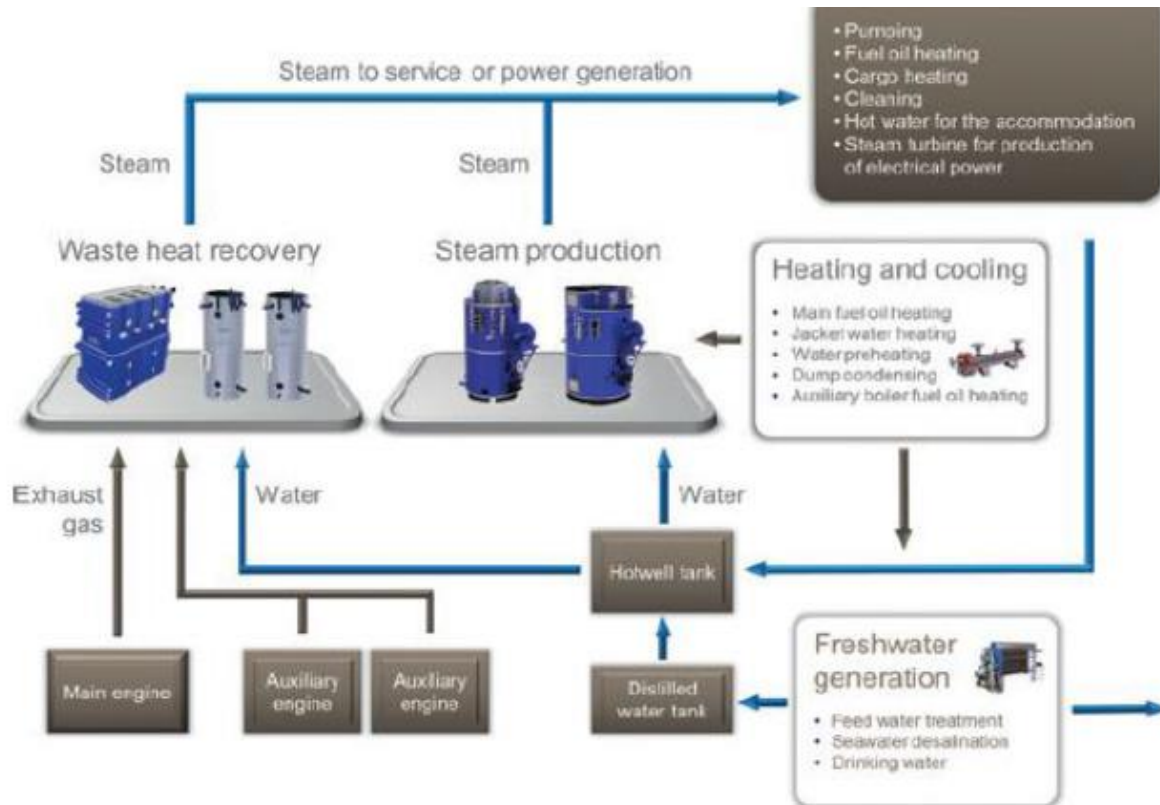 • Pumping
• Fuel oil heating
• Cargo heating
• Cleaning
• Hot water for the accommodation
• Steam turbine for production
of electrical power
Steam to service or power generation
Steam
Steam
Waste heat recovery
Steam production
Heating and cooling
• Main fuel oil heating
• Jacket water heating
• Water preheating
• Dump condensing
• Auxiliary boiler fuel oil heating
Exhaust
gas
Water
Water
Hotwell tank
Main engine
Auxiliary
engine
Auxiliary
engine
Distilled
water tank
Freshwater
generation
• Feed water treatment
• Seawater desalination
• Drinking water